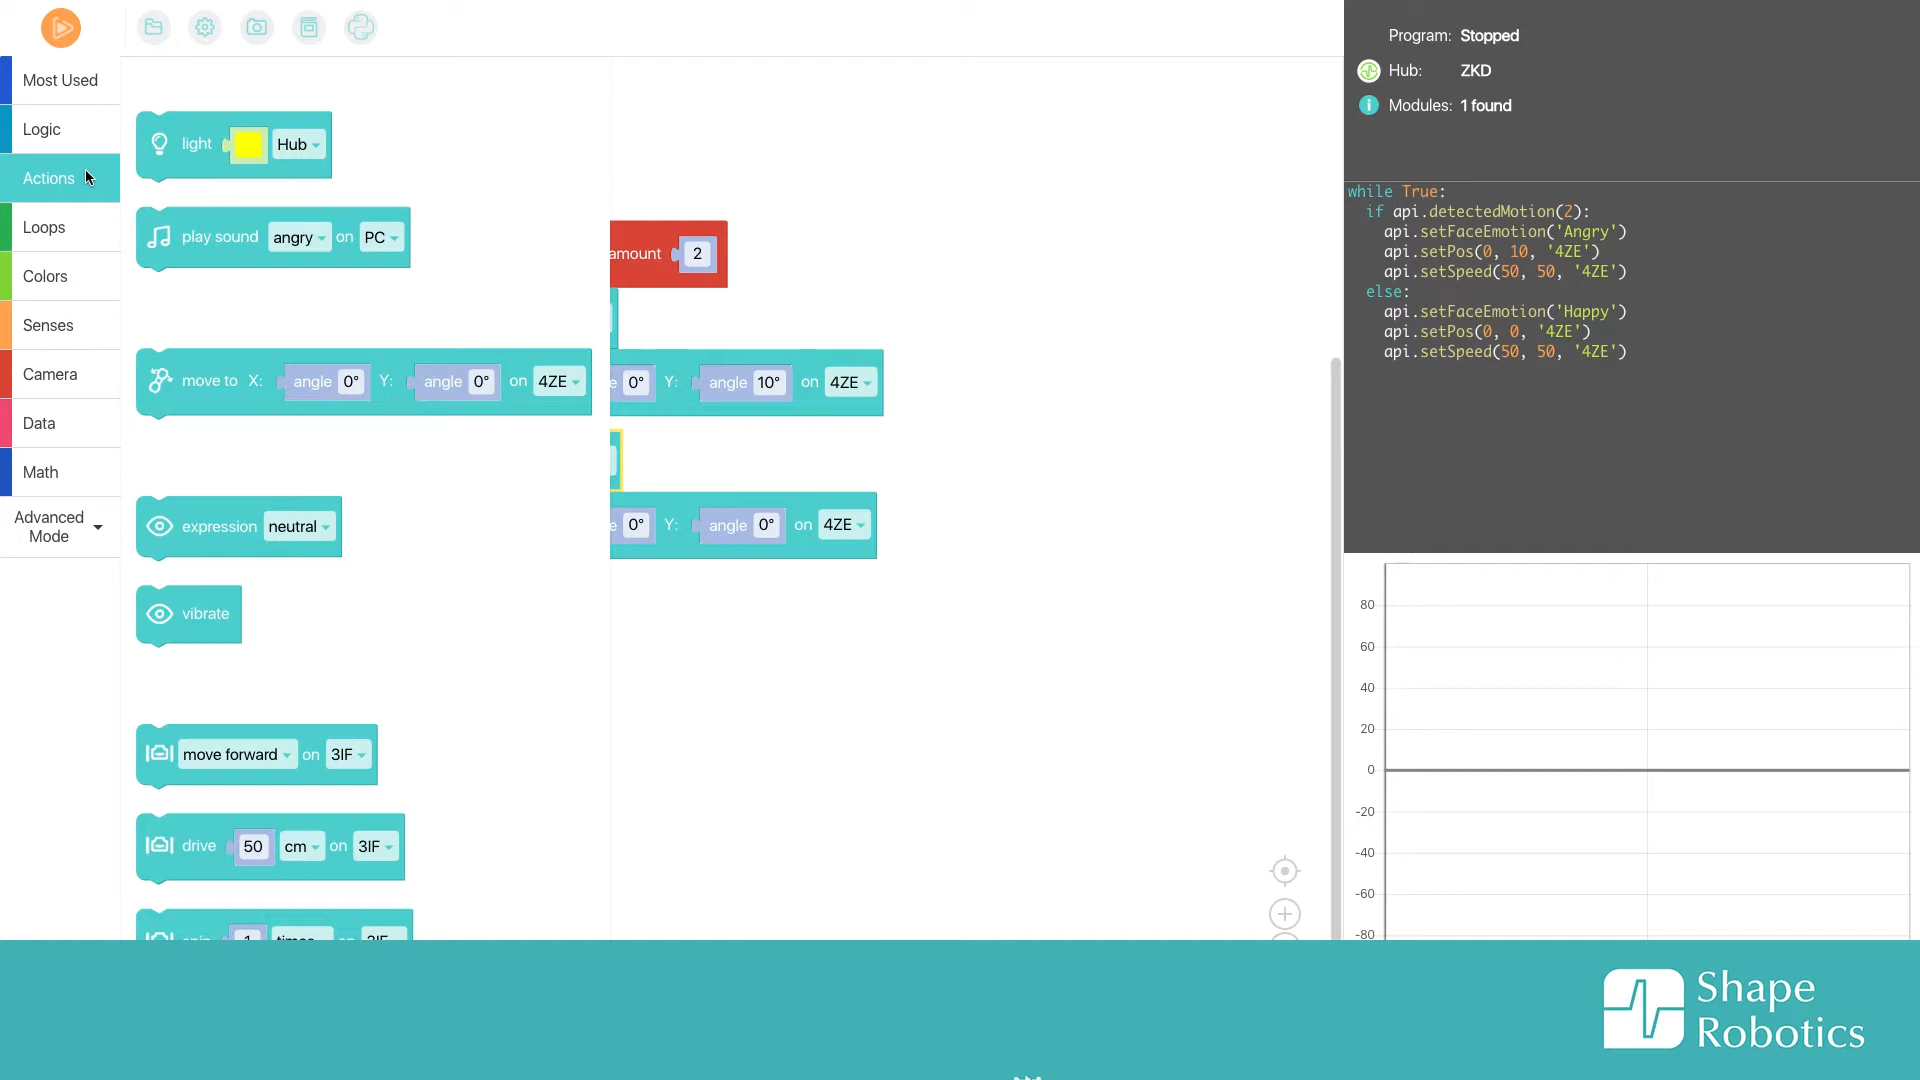 Program: Stopped
Hub: ZKD
Modules: 1 found
Most Used
Logic
Actions
Loops
Colors
Senses
Camera
Data
Math
Advanced Mode
light Hub
play sound angry on PC
move to X: angle 0° Y: angle 0° on 4ZE
expression neutral
vibrate
move forward on 3IF
drive 50 cm on 3IF
amount 2
0° Y: angle 10° on 4ZE
0° Y: angle 0° on 4ZE
while True:
if api.detectedMotion(2):
api.setFaceEmotion('Angry')
api.setPos(0, 10, '4ZE')
api.setSpeed(50, 50, '4ZE')
else:
api.setFaceEmotion('Happy')
api.setPos(0, 0, '4ZE')
api.setSpeed(50, 50, '4ZE')
80
60
40
20
0
-20
-40
-60
-80
Shape
Robotics